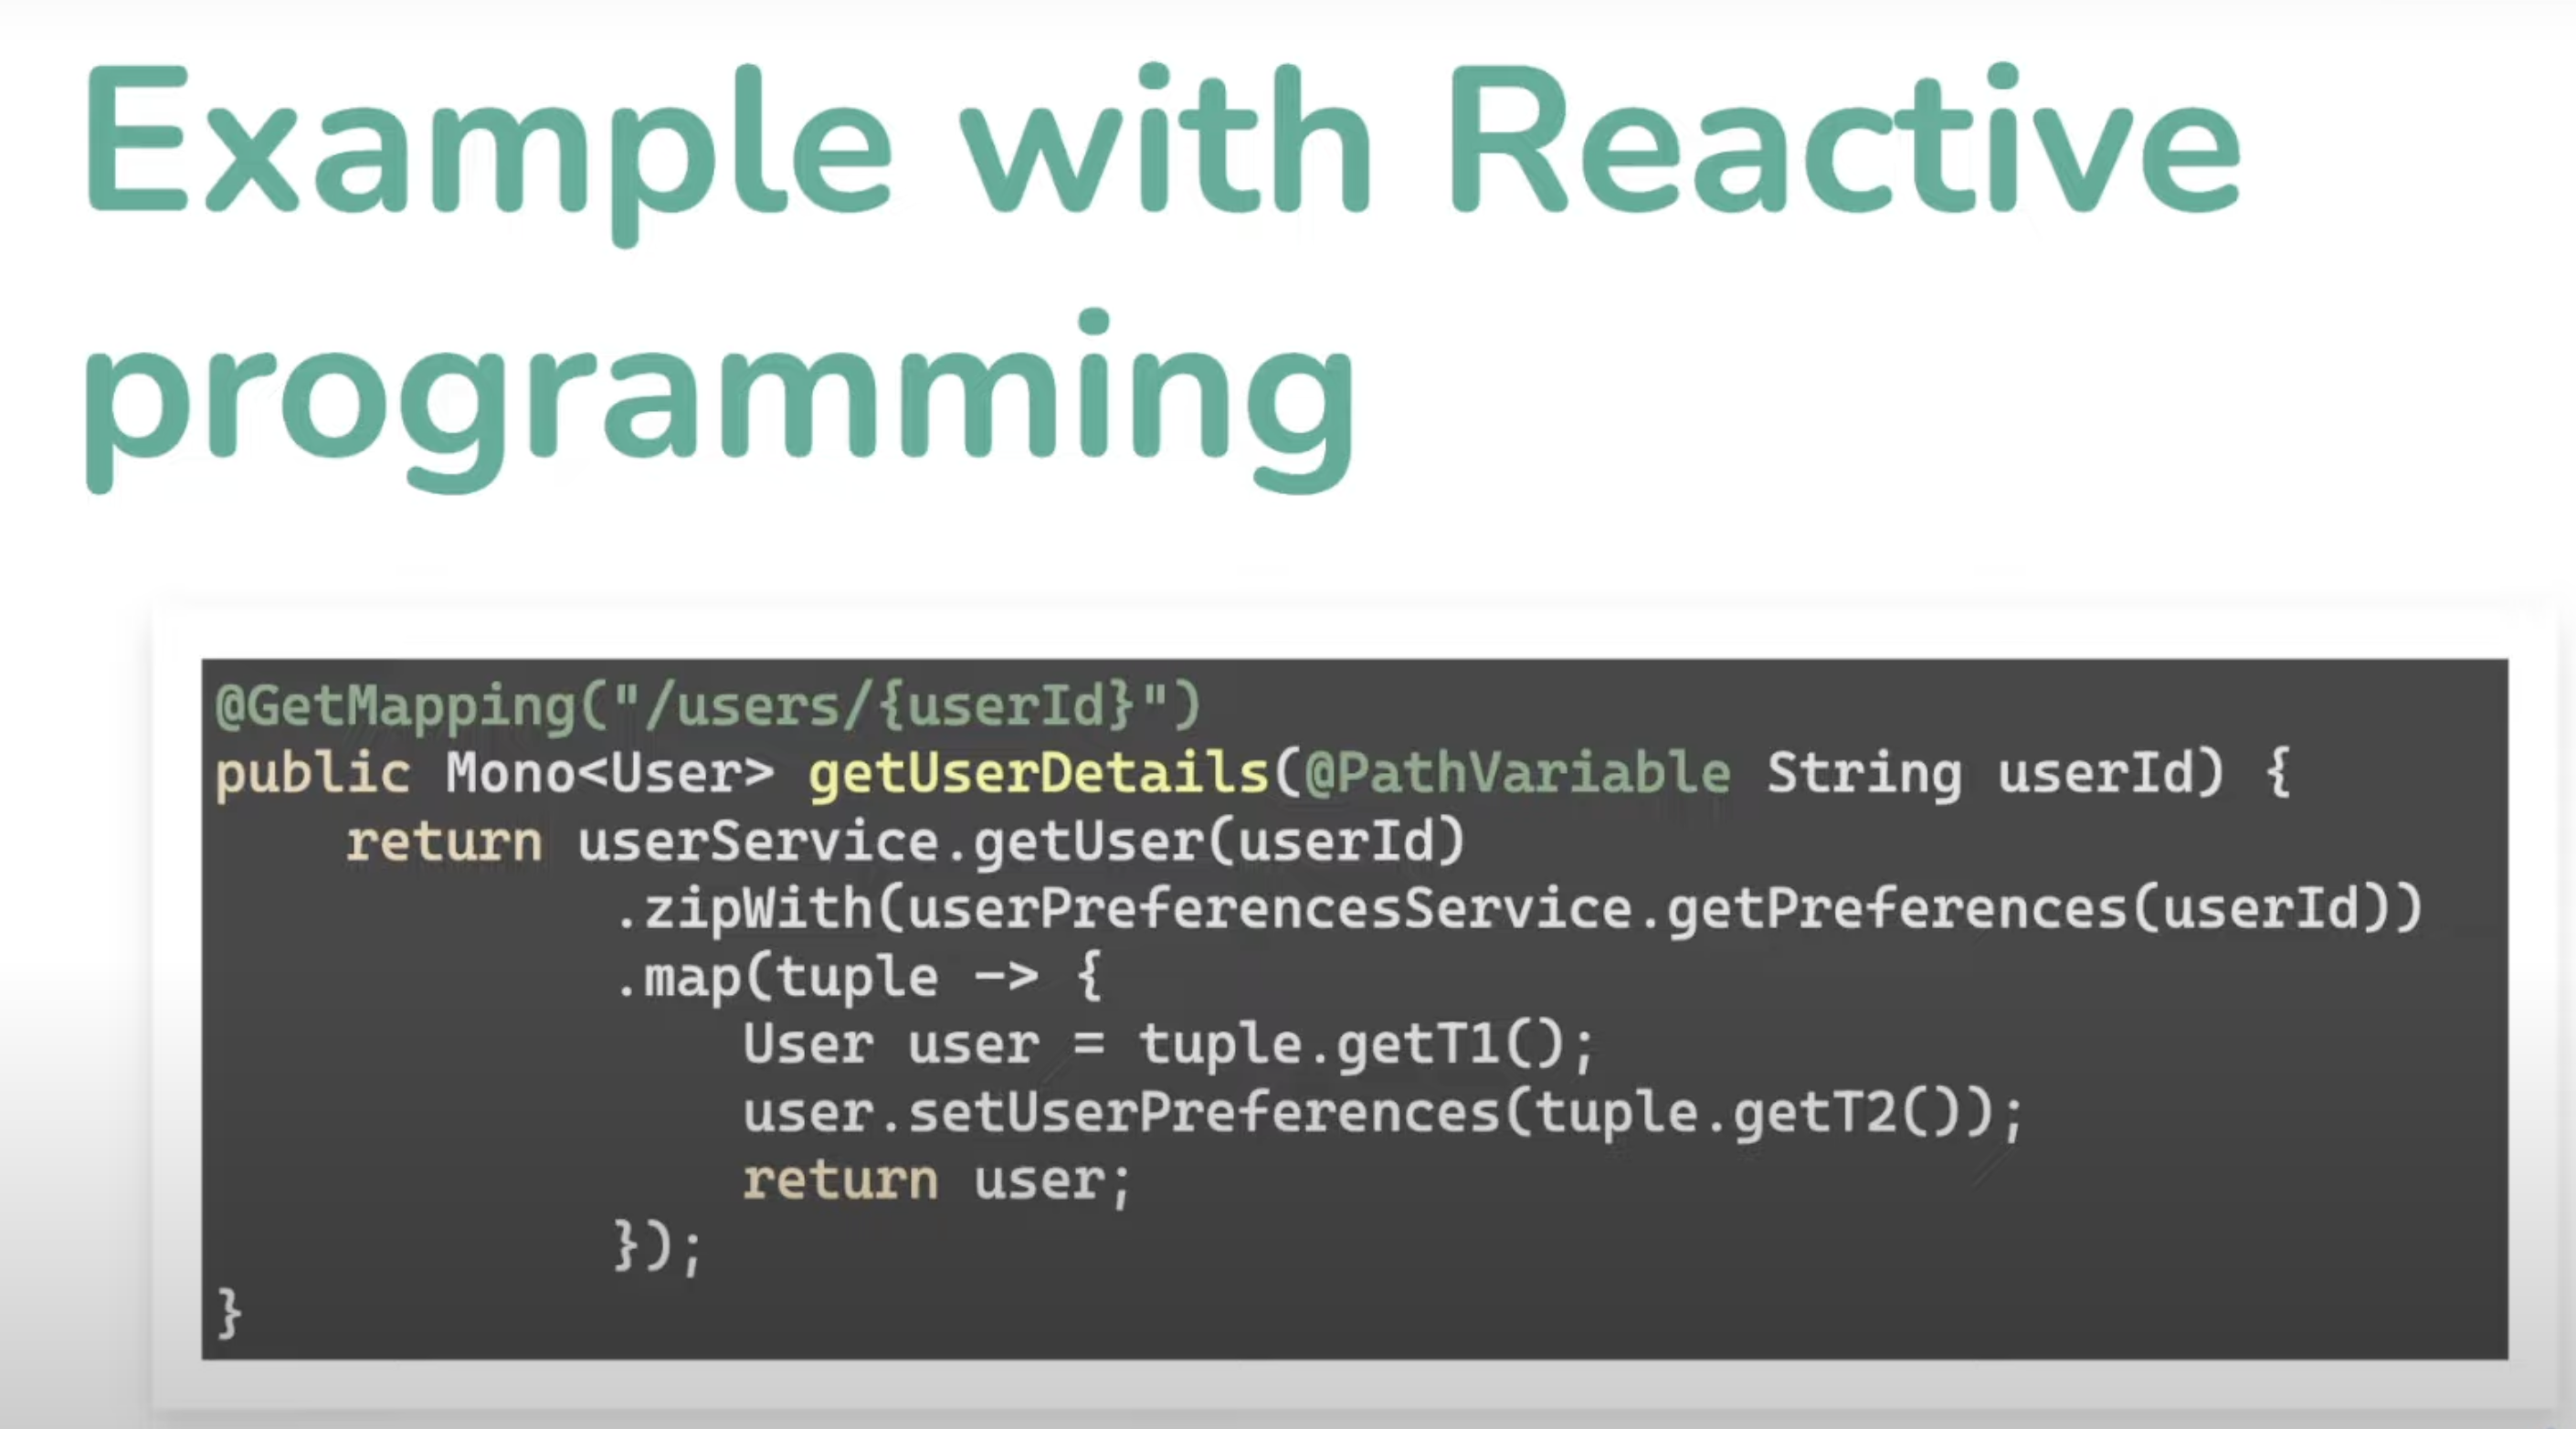 Example with Reactive
programming
@GetMapping("/users/{userId}")
public Mono<User> getUserDetails(@PathVariable String userId) {
    return userService.getUser(userId)
            .zipWith(userPreferencesService.getPreferences(userId))
            .map(tuple -> {
                User user = tuple.getT1();
                user.setUserPreferences(tuple.getT2());
                return user;
            });
}